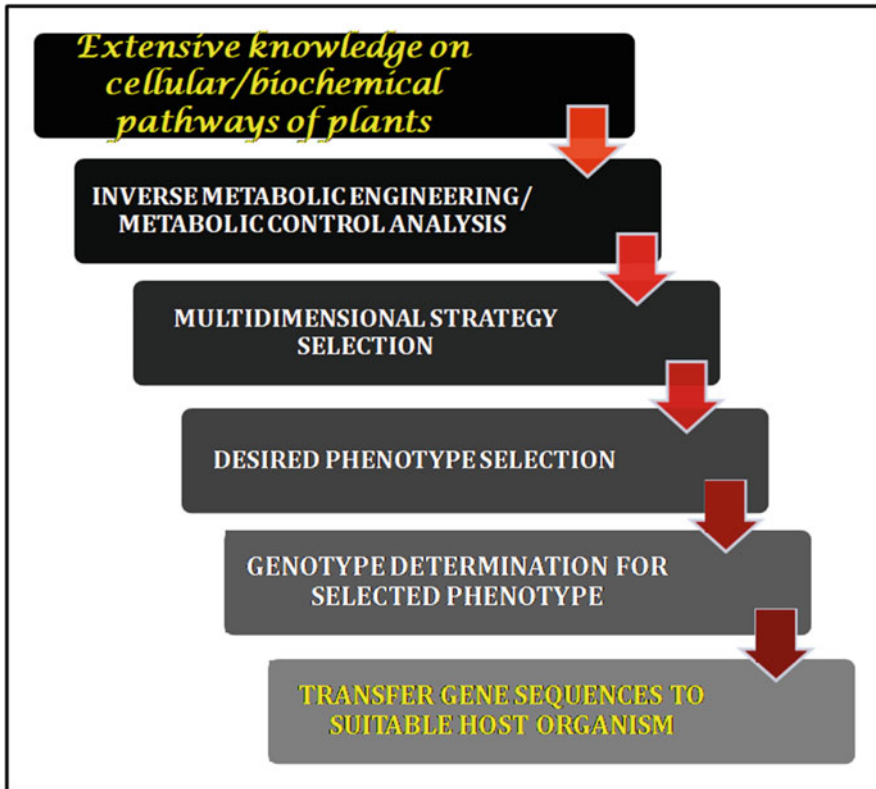 Extensive knowledge on
cellular/biochemical
pathways of plants
INVERSE METABOLIC ENGINEERING/
METABOLIC CONTROL ANALYSIS
MULTIDIMENSIONAL STRATEGY
SELECTION
DESIRED PHENOTYPE SELECTION
GENOTYPE DETERMINATION FOR
SELECTED PHENOTYPE
TRANSFER GENE SEQUENCES TO
SUITABLE HOST ORGANISM